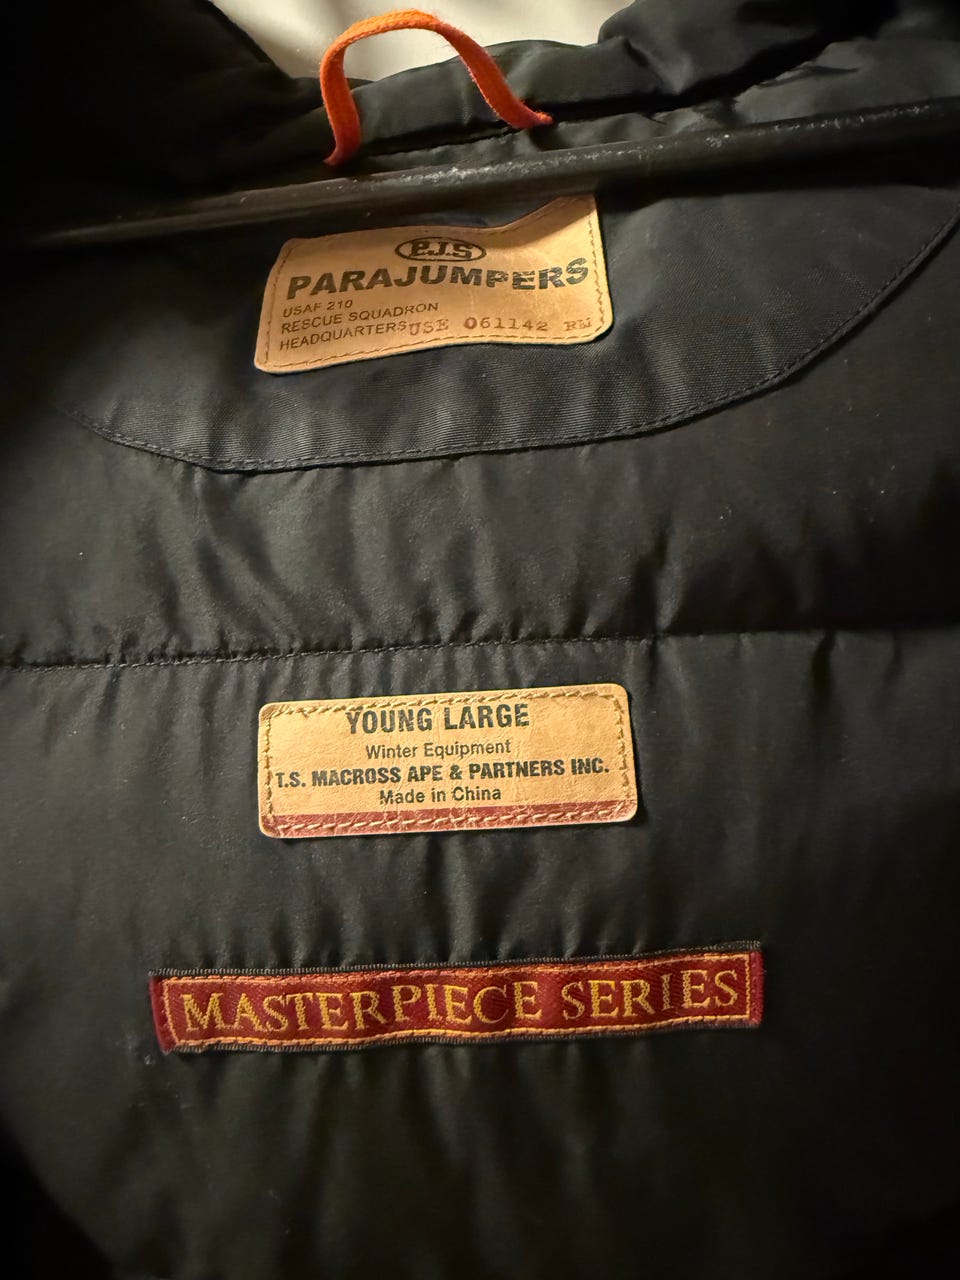 P.J.S
PARAJUMPERS
USAF 210
RESCUE SQUADRON
HEADQUARTERS USE 061142 RM
YOUNG LARGE
Winter Equipment
T.S. MACROSS APE & PARTNERS INC.
Made in China
MASTERPIECE SERIES